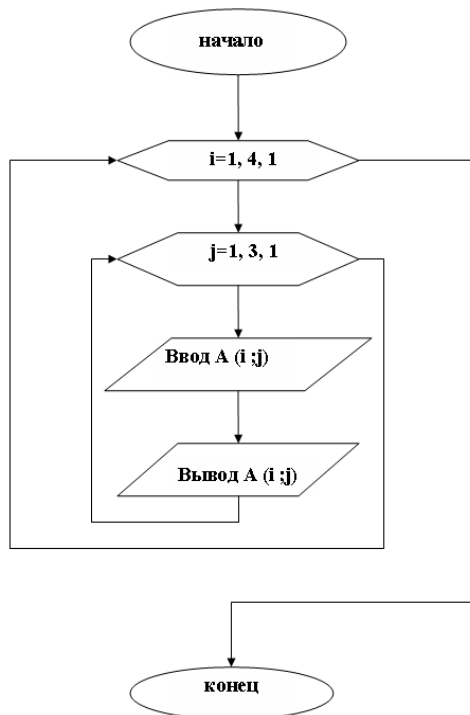 начало
i=1, 4, 1
j=1, 3, 1
Ввод А (i ;j)
Вывод А (i ;j)
конец